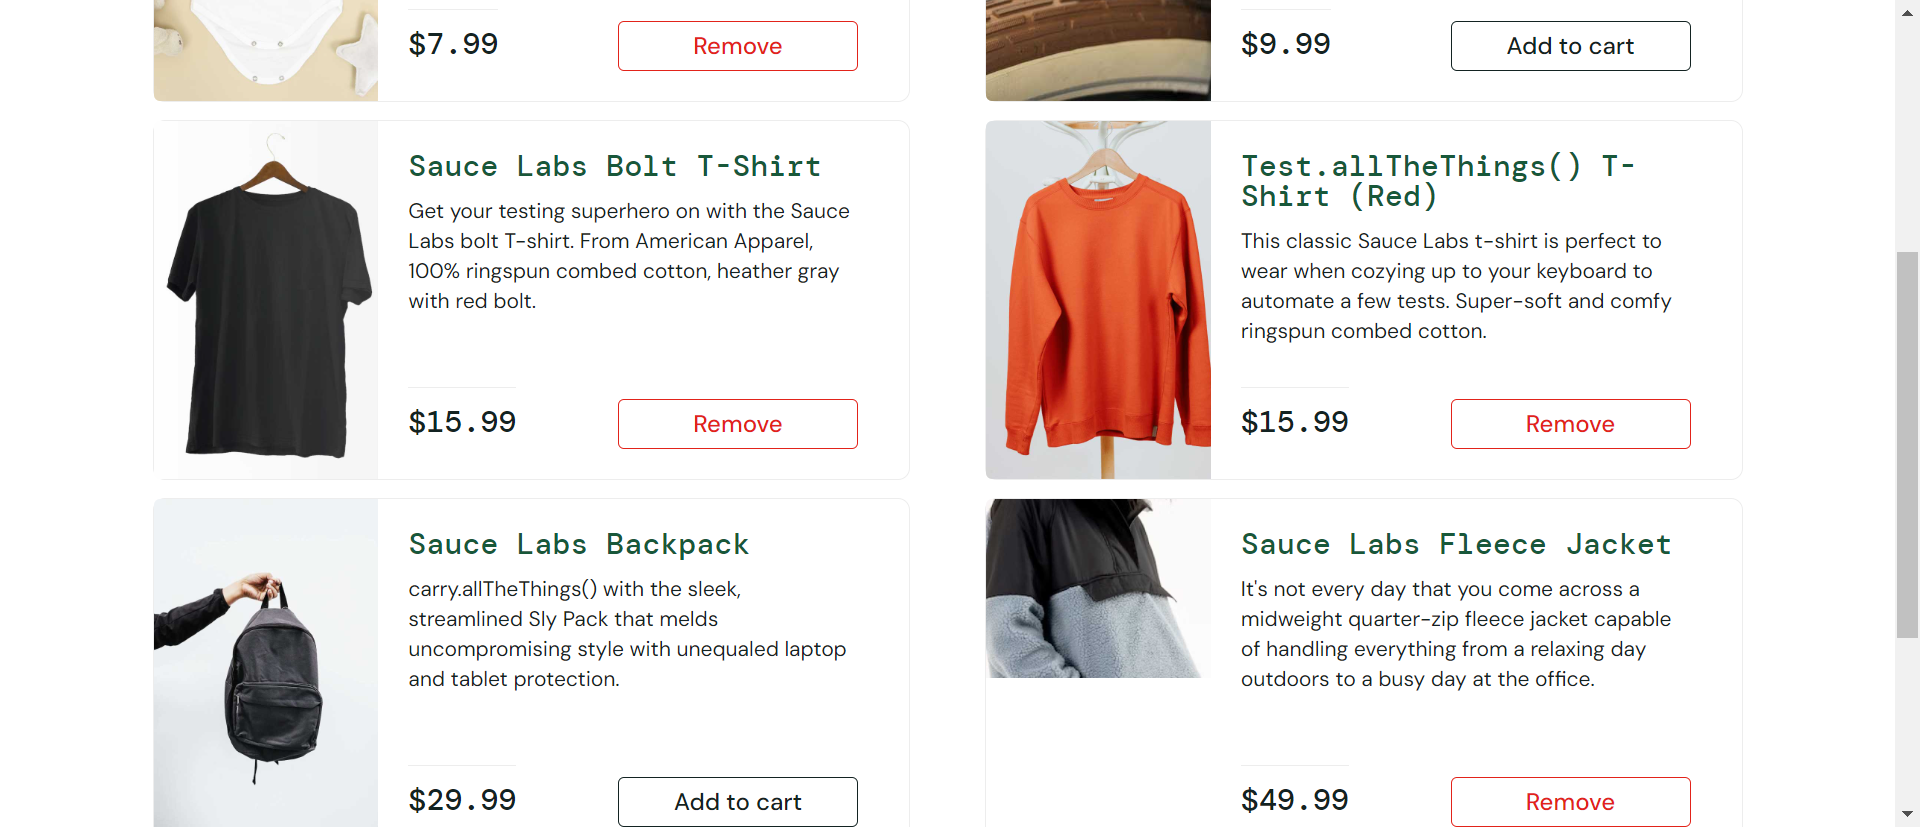 $7.99
Remove
$9.99
Add to cart
Sauce Labs Bolt T-Shirt
Get your testing superhero on with the Sauce
Labs bolt T-shirt. From American Apparel,
100% ringspun combed cotton, heather gray
with red bolt.
$15.99
Remove
Test.allTheThings() T-
Shirt (Red)
This classic Sauce Labs t-shirt is perfect to
wear when cozying up to your keyboard to
automate a few tests. Super-soft and comfy
ringspun combed cotton.
$15.99
Remove
Sauce Labs Backpack
carry.allTheThings() with the sleek,
streamlined Sly Pack that melds
uncompromising style with unequaled laptop
and tablet protection.
$29.99
Add to cart
Sauce Labs Fleece Jacket
It's not every day that you come across a
midweight quarter-zip fleece jacket capable
of handling everything from a relaxing day
outdoors to a busy day at the office.
$49.99
Remove